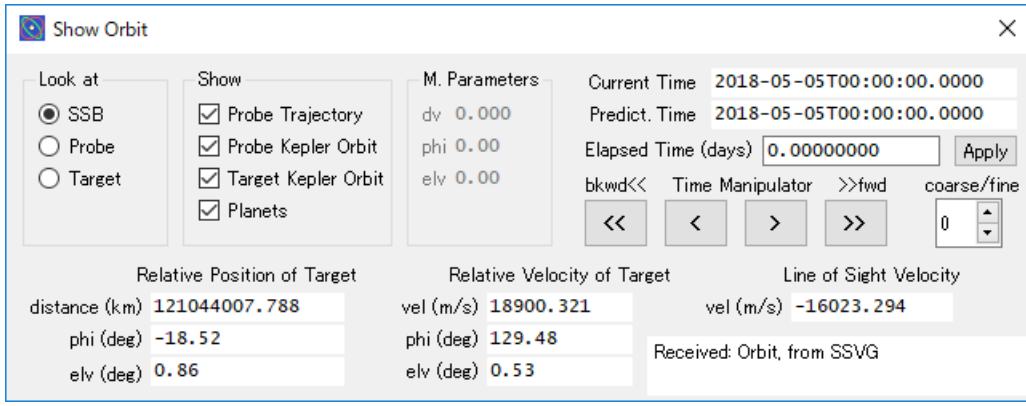 Show Orbit
Look at
SSB
Probe
Target
Show
Probe Trajectory
Probe Kepler Orbit
Target Kepler Orbit
Planets
M. Parameters
dv 0.000
phi 0.00
elv 0.00
Current Time 2018-05-05T00:00:00.0000
Predict. Time 2018-05-05T00:00:00.0000
Elapsed Time (days) 0.00000000 Apply
bkwd<< Time Manipulator >>fwd coarse/fine
<< < > >> 0
Relative Position of Target
distance (km) 121044007.788
phi (deg) -18.52
elv (deg) 0.86
Relative Velocity of Target
vel (m/s) 18900.321
phi (deg) 129.48
elv (deg) 0.53
Line of Sight Velocity
vel (m/s) -16023.294
Received: Orbit, from SSVG